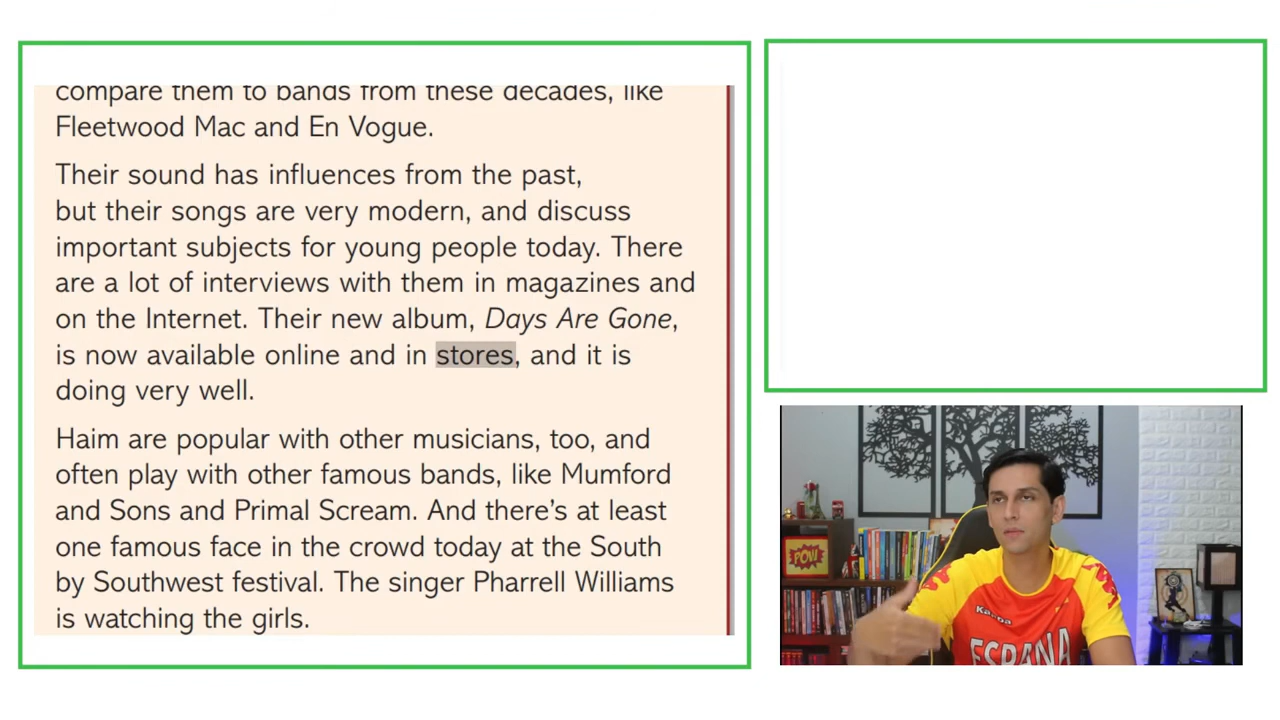 compare them to bands from these decades, like
Fleetwood Mac and En Vogue.
Their sound has influences from the past,
but their songs are very modern, and discuss
important subjects for young people today. There
are a lot of interviews with them in magazines and
on the Internet. Their new album, Days Are Gone,
is now available online and in stores, and it is
doing very well.
Haim are popular with other musicians, too, and
often play with other famous bands, like Mumford
and Sons and Primal Scream. And there's at least
one famous face in the crowd today at the South
by Southwest festival. The singer Pharrell Williams
is watching the girls.
POW
Kappa
ESPANA